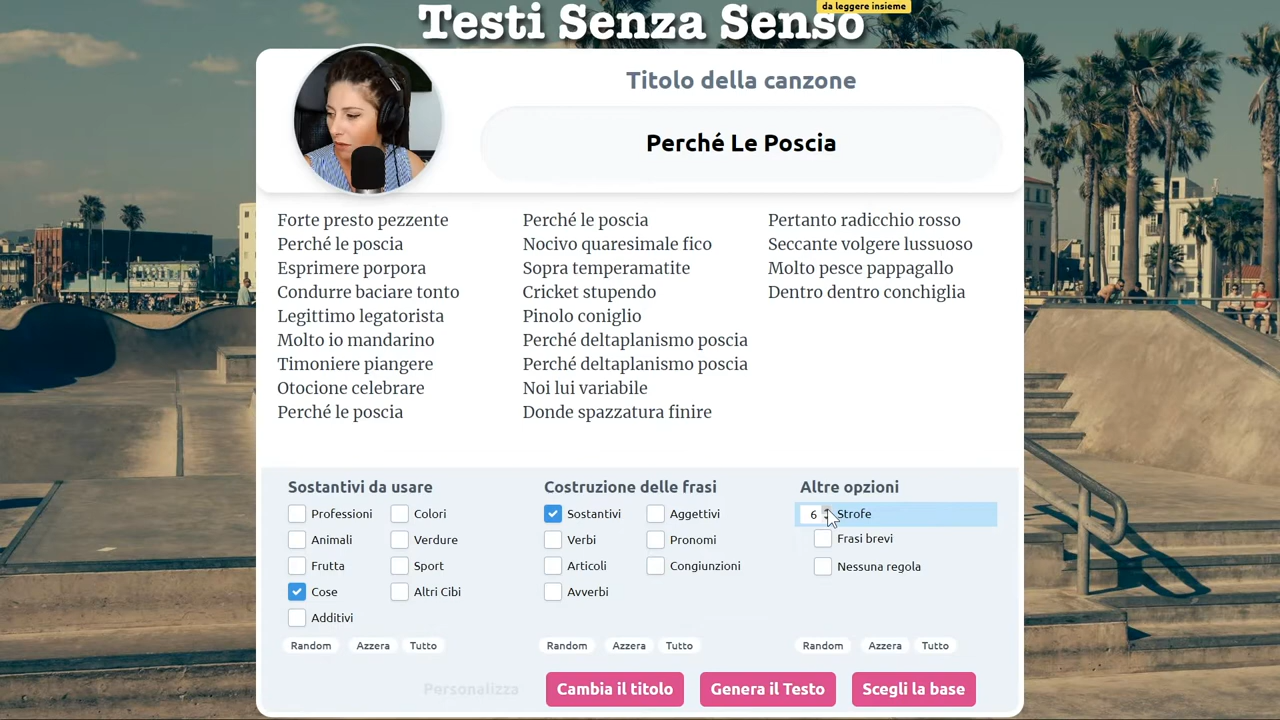 da leggere insieme
Testi Senza Senso
Titolo della canzone
Perché Le Poscia
Forte presto pezzente
Perché le poscia
Esprimere porpora
Condurre baciare tonto
Legittimo legatorista
Molto io mandarino
Timoniere piangere
Otocione celebrare
Perché le poscia
Perché le poscia
Nocivo quaresimale fico
Sopra temperamatite
Cricket stupendo
Pinolo coniglio
Perché deltaplanismo poscia
Perché deltaplanismo poscia
Noi lui variabile
Donde spazzatura finire
Pertanto radicchio rosso
Seccante volgere lussuoso
Molto pesce pappagallo
Dentro dentro conchiglia
Sostantivi da usare
Professioni Colori
Animali Verdure
Frutta Sport
Cose Altri Cibi
Additivi
Random Azzera Tutto
Costruzione delle frasi
Sostantivi Aggettivi
Verbi Pronomi
Articoli Congiunzioni
Avverbi
Random Azzera Tutto
Altre opzioni
6 Strofe
Frasi brevi
Nessuna regola
Random Azzera Tutto
Personalizza Cambia il titolo Genera il Testo Scegli la base